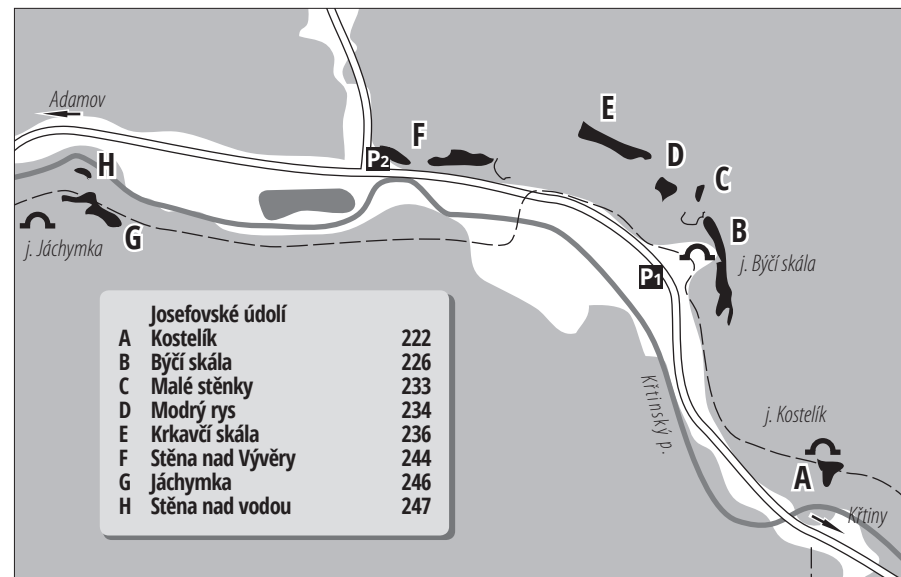 Adamov
H
j. Jáchymka
G
P2
F
E
D
C
B
j. Býčí skála
P1
Křtinský p.
j. Kostelík
A
Křtiny
Josefovské údolí
A Kostelík 222
B Býčí skála 226
C Malé stěnky 233
D Modrý rys 234
E Krkavčí skála 236
F Stěna nad Vývěry 244
G Jáchymka 246
H Stěna nad vodou 247